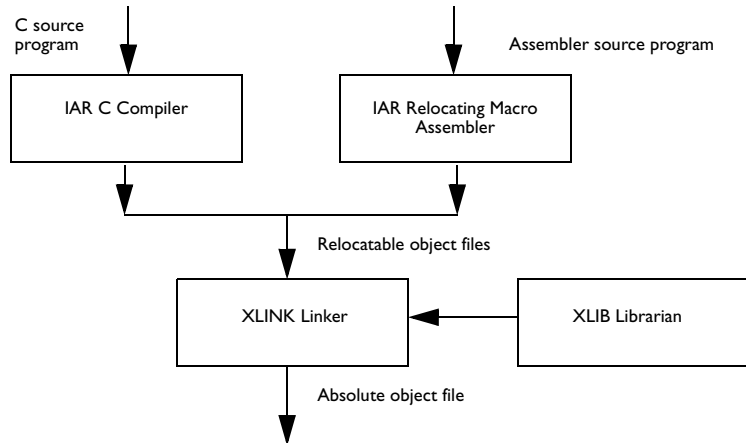 C source
program
Assembler source program
IAR C Compiler
IAR Relocating Macro
Assembler
Relocatable object files
XLINK Linker
XLIB Librarian
Absolute object file